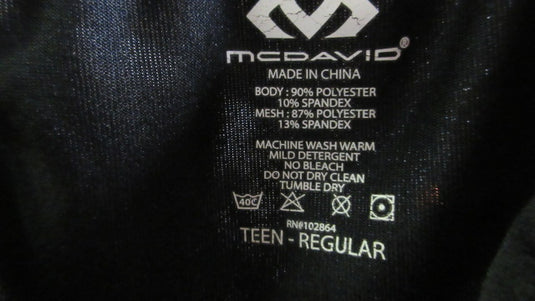 McDAVID®
MADE IN CHINA
BODY : 90% POLYESTER
10% SPANDEX
MESH : 87% POLYESTER
13% SPANDEX
MACHINE WASH WARM
MILD DETERGENT
NO BLEACH
DO NOT DRY CLEAN
TUMBLE DRY
40C
RN#102864
TEEN - REGULAR